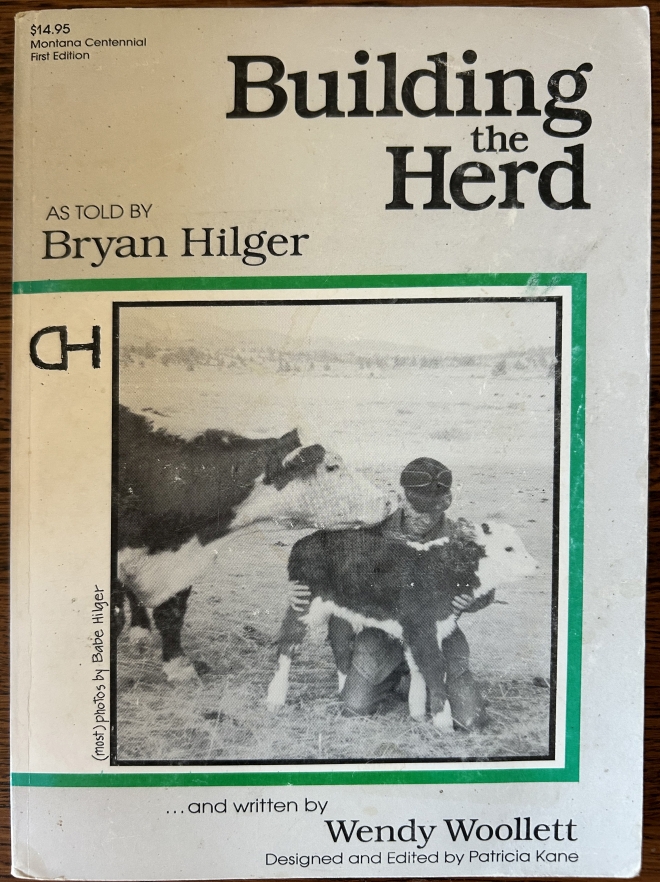 $14.95
Montana Centennial
First Edition
Building
the
Herd
AS TOLD BY
Bryan Hilger
(most) photos by Babe Hilger
...and written by
Wendy Woollett
Designed and Edited by Patricia Kane